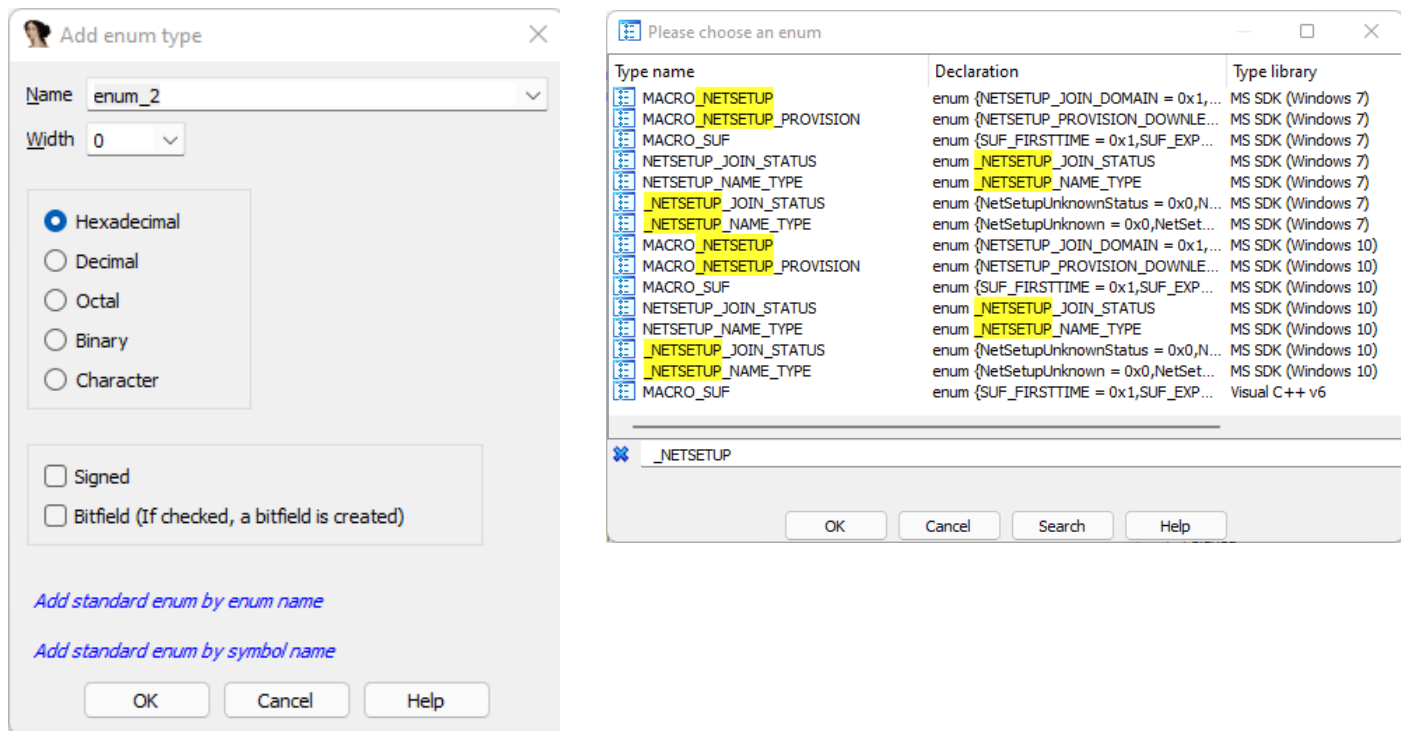 Add enum type
Name enum_2
Width 0
Hexadecimal
Decimal
Octal
Binary
Character
Signed
Bitfield (If checked, a bitfield is created)
Add standard enum by enum name
Add standard enum by symbol name
OK Cancel Help
Please choose an enum
Type name Declaration Type library
MACRO_NETSETUP enum {NETSETUP_JOIN_DOMAIN = 0x1,... MS SDK (Windows 7)
MACRO_NETSETUP_PROVISION enum {NETSETUP_PROVISION_DOWNLE... MS SDK (Windows 7)
MACRO_SUF enum {SUF_FIRSTTIME = 0x1,SUF_EXP... MS SDK (Windows 7)
NETSETUP_JOIN_STATUS enum _NETSETUP_JOIN_STATUS MS SDK (Windows 7)
NETSETUP_NAME_TYPE enum _NETSETUP_NAME_TYPE MS SDK (Windows 7)
_NETSETUP_JOIN_STATUS enum {NetSetupUnknownStatus = 0x0,N... MS SDK (Windows 7)
_NETSETUP_NAME_TYPE enum {NetSetupUnknown = 0x0,NetSet... MS SDK (Windows 7)
MACRO_NETSETUP enum {NETSETUP_JOIN_DOMAIN = 0x1,... MS SDK (Windows 10)
MACRO_NETSETUP_PROVISION enum {NETSETUP_PROVISION_DOWNLE... MS SDK (Windows 10)
MACRO_SUF enum {SUF_FIRSTTIME = 0x1,SUF_EXP... MS SDK (Windows 10)
NETSETUP_JOIN_STATUS enum _NETSETUP_JOIN_STATUS MS SDK (Windows 10)
NETSETUP_NAME_TYPE enum _NETSETUP_NAME_TYPE MS SDK (Windows 10)
_NETSETUP_JOIN_STATUS enum {NetSetupUnknownStatus = 0x0,N... MS SDK (Windows 10)
_NETSETUP_NAME_TYPE enum {NetSetupUnknown = 0x0,NetSet... MS SDK (Windows 10)
MACRO_SUF enum {SUF_FIRSTTIME = 0x1,SUF_EXP... Visual C++ v6
_NETSETUP
OK Cancel Search Help